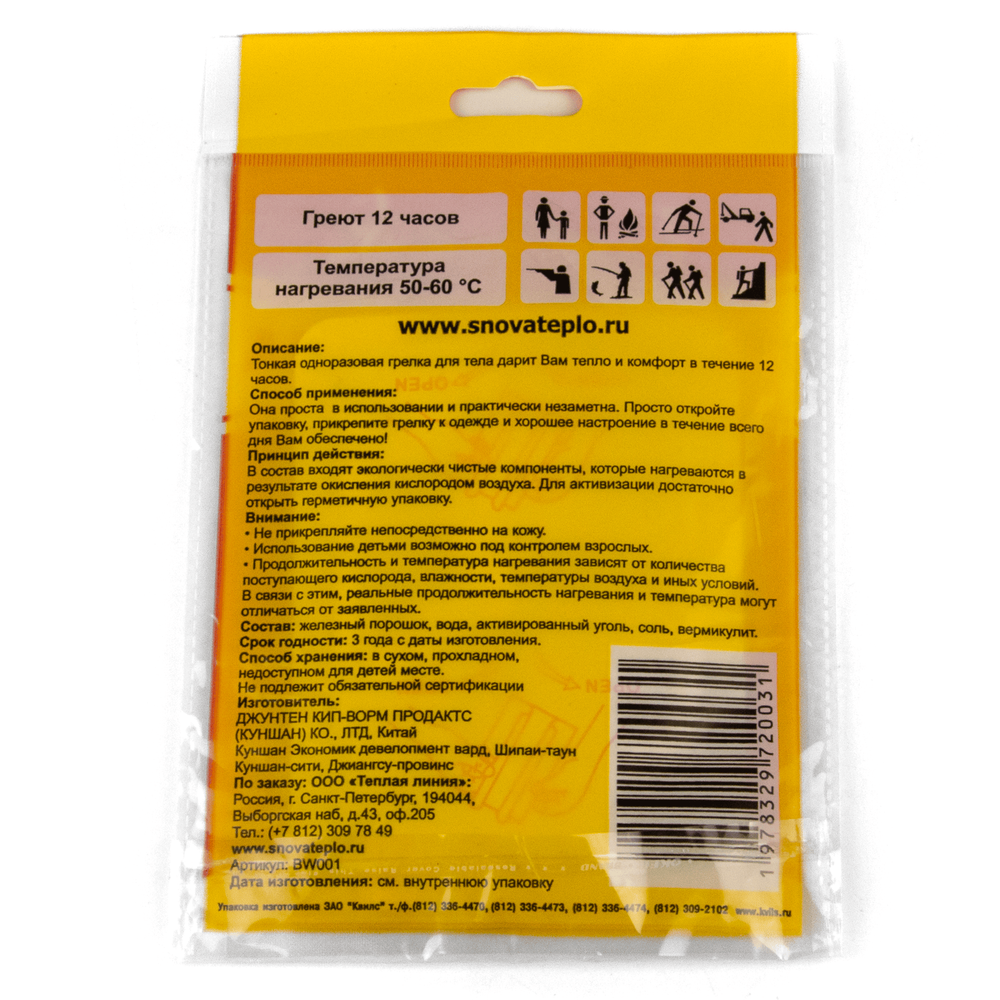 Греют 12 часов
Температура
нагревания 50-60 °C
www.snovateplo.ru
Описание:
Тонкая одноразовая грелка для тела дарит Вам тепло и комфорт в течение 12
часов.
Способ применения:
Она проста в использовании и практически незаметна. Просто откройте
упаковку, прикрепите грелку к одежде и хорошее настроение в течение всего
дня Вам обеспечено!
Принцип действия:
В состав входят экологически чистые компоненты, которые нагреваются в
результате окисления кислородом воздуха. Для активизации достаточно
открыть герметичную упаковку.
Внимание:
• Не прикрепляйте непосредственно на кожу.
• Использование детьми возможно под контролем взрослых.
• Продолжительность и температура нагревания зависят от количества
поступающего кислорода, влажности, температуры воздуха и иных условий.
В связи с этим, реальные продолжительность нагревания и температура могут
отличаться от заявленных.
Состав: железный порошок, вода, активированный уголь, соль, вермикулит.
Срок годности: 3 года с даты изготовления.
Способ хранения: в сухом, прохладном,
недоступном для детей месте.
Не подлежит обязательной сертификации
Изготовитель:
ДЖУНТЕН КИП-ВОРМ ПРОДАКТС
(КУНШАН) КО., ЛТД, Китай
Куншан Экономик девелопмент вард, Шипаи-таун
Куншан-сити, Джиангсу-провинс
По заказу: ООО «Теплая линия»:
Россия, г. Санкт-Петербург, 194044,
Выборгская наб, д.43, оф.205
Тел.: (+7 812) 309 78 49
www.snovateplo.ru
Артикул: BW001
Дата изготовления: см. внутреннюю упаковку
Упаковка изготовлена ЗАО "Квилс" т./ф.(812) 336-4470, (812) 336-4473, (812) 336-4474, (812) 309-2102 www.kvils.ru
1 978329 720031
OPEN
OPEN